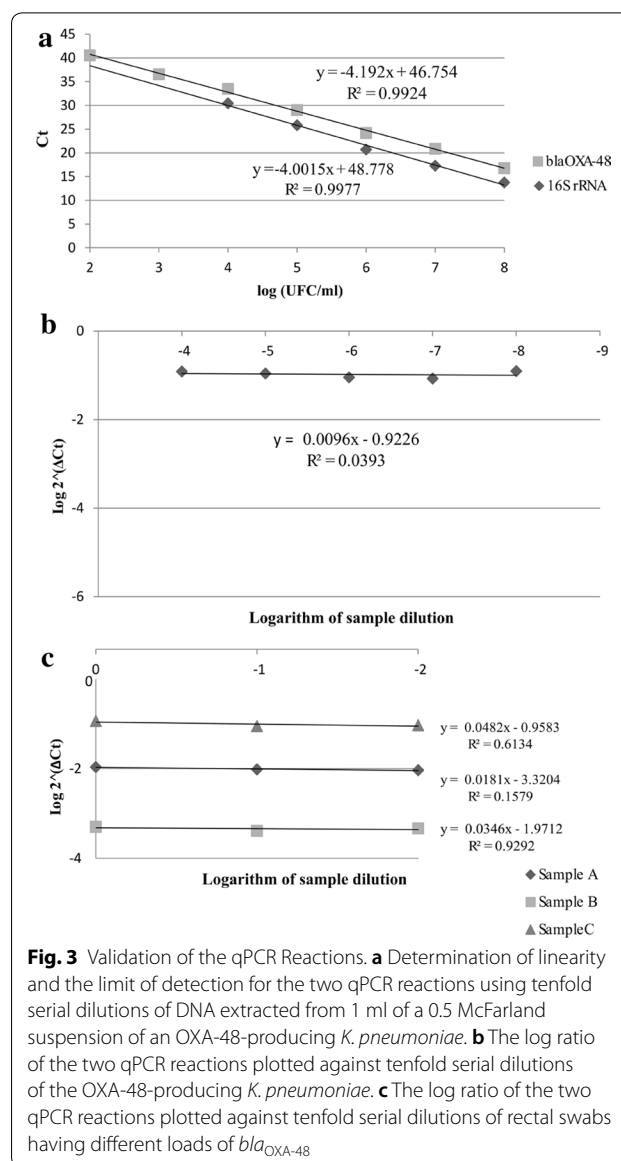 a
45
40
35
30
25
20
15
10
5
0
Ct
y=-4.192x+46.754
R² = 0.9924
y=-4.0015x+48.778
R² = 0.9977
blaOXA-48
16S rRNA
2 3 4 5 6 7 8
log (UFC/ml)
b
0
-4 -5 -6 -7 -8 -9
-2
-4
-6
Log 2^(ΔCt)
y = 0.0096x - 0.9226
R² = 0.0393
Logarithm of sample dilution
c
0 -1 -2
0
-2
-4
Log 2^(ΔCt)
y = 0.0482x - 0.9583
R² = 0.6134
y = 0.0181x - 3.3204
R² = 0.1579
y = 0.0346x - 1.9712
R² = 0.9292
Logarithm of sample dilution
Sample A
Sample B
SampleC
Fig. 3 Validation of the qPCR Reactions. a Determination of linearity
and the limit of detection for the two qPCR reactions using tenfold
serial dilutions of DNA extracted from 1 ml of a 0.5 McFarland
suspension of an OXA-48-producing K. pneumoniae. b The log ratio
of the two qPCR reactions plotted against tenfold serial dilutions
of the OXA-48-producing K. pneumoniae. c The log ratio of the two
qPCR reactions plotted against tenfold serial dilutions of rectal swabs
having different loads of blaOXA-48